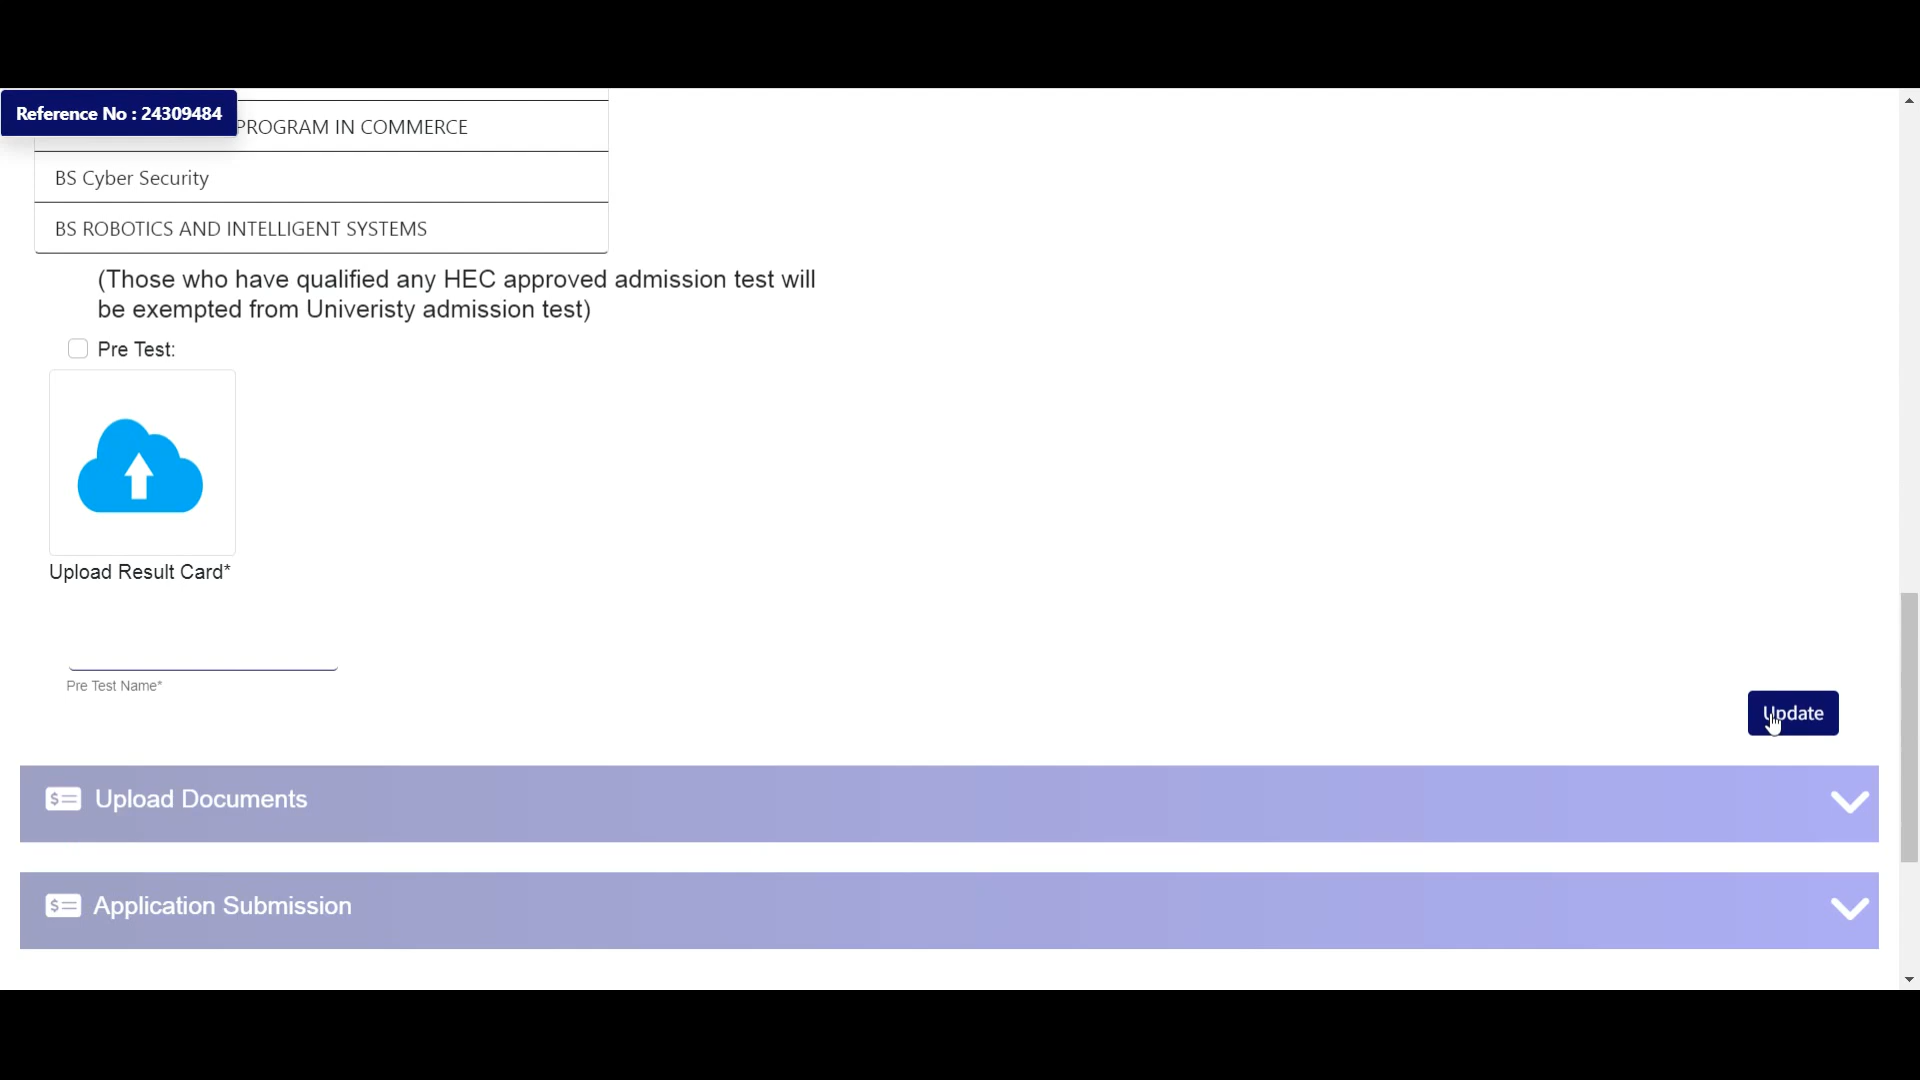 Reference No : 24309484
PROGRAM IN COMMERCE
BS Cyber Security
BS ROBOTICS AND INTELLIGENT SYSTEMS
(Those who have qualified any HEC approved admission test will
be exempted from Univeristy admission test)
Pre Test:
Upload Result Card*
Pre Test Name*
Update
Upload Documents
Application Submission